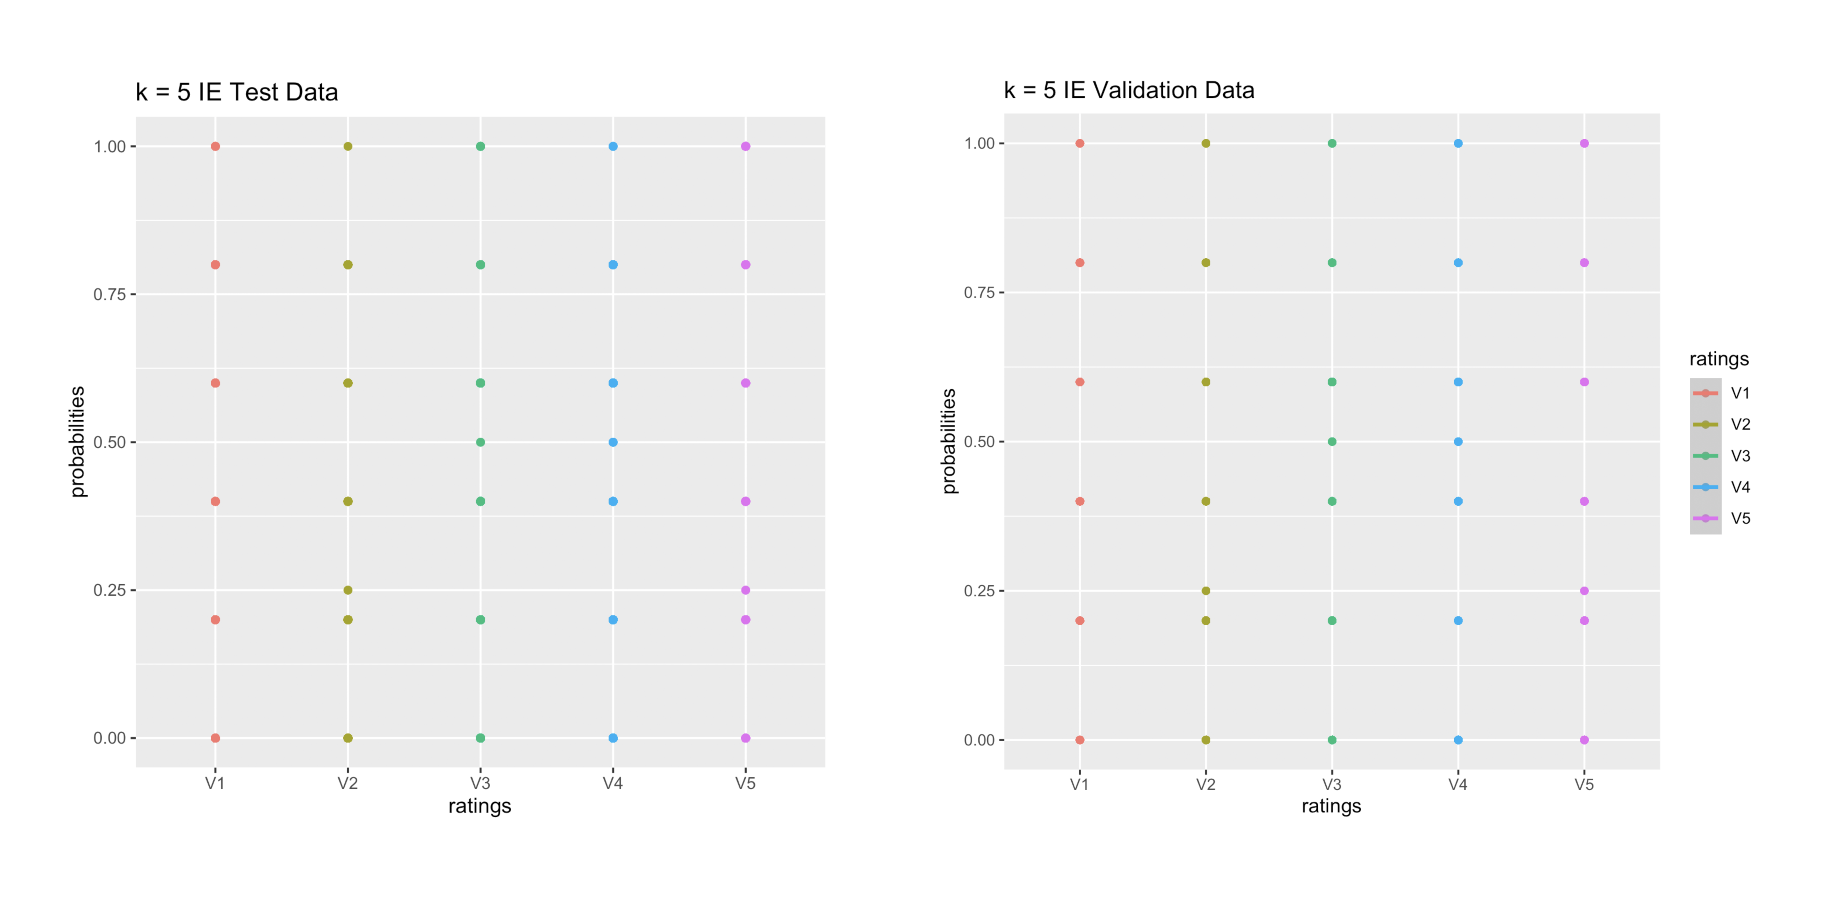 k = 5 IE Test Data
1.00
0.75
0.50
0.25
0.00
probabilities
V1 V2 V3 V4 V5
ratings
k = 5 IE Validation Data
1.00
0.75
0.50
0.25
0.00
probabilities
V1 V2 V3 V4 V5
ratings
ratings
V1
V2
V3
V4
V5